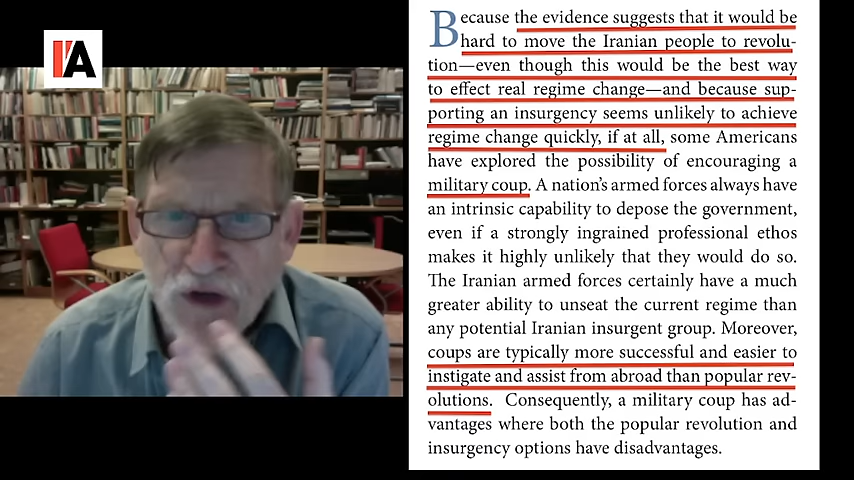 IA
Because the evidence suggests that it would be
hard to move the Iranian people to revolu-
tion—even though this would be the best way
to effect real regime change—and because sup-
porting an insurgency seems unlikely to achieve
regime change quickly, if at all, some Americans
have explored the possibility of encouraging a
military coup. A nation's armed forces always have
an intrinsic capability to depose the government,
even if a strongly ingrained professional ethos
makes it highly unlikely that they would do so.
The Iranian armed forces certainly have a much
greater ability to unseat the current regime than
any potential Iranian insurgent group. Moreover,
coups are typically more successful and easier to
instigate and assist from abroad than popular rev-
olutions. Consequently, a military coup has ad-
vantages where both the popular revolution and
insurgency options have disadvantages.